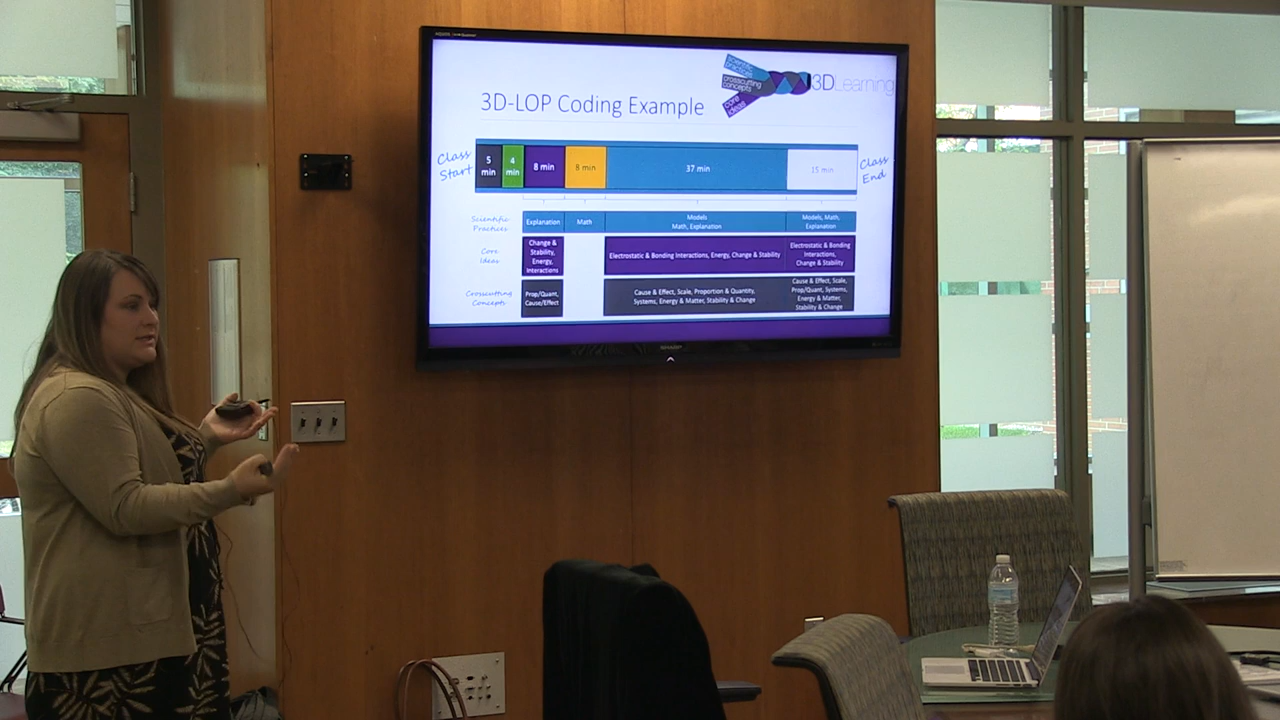 scientific
practices
crosscutting
concepts
core
ideas
3DLearning
3D-LOP Coding Example
Class
Start
5
min
4
min
8 min
8 min
37 min
15 min
Class
End
Scientific
Practices
Explanation
Math
Models
Math, Explanation
Models, Math,
Explanation
Core
Ideas
Change &
Stability,
Energy,
Interactions
Electrostatic & Bonding Interactions, Energy, Change & Stability
Electrostatic & Bonding
Interactions,
Change & Stability
Crosscutting
Concepts
Prop/Quant,
Cause/Effect
Cause & Effect, Scale, Proportion & Quantity,
Systems, Energy & Matter, Stability & Change
Cause & Effect, Scale,
Prop/Quant, Systems,
Energy & Matter,
Stability & Change
SHARP